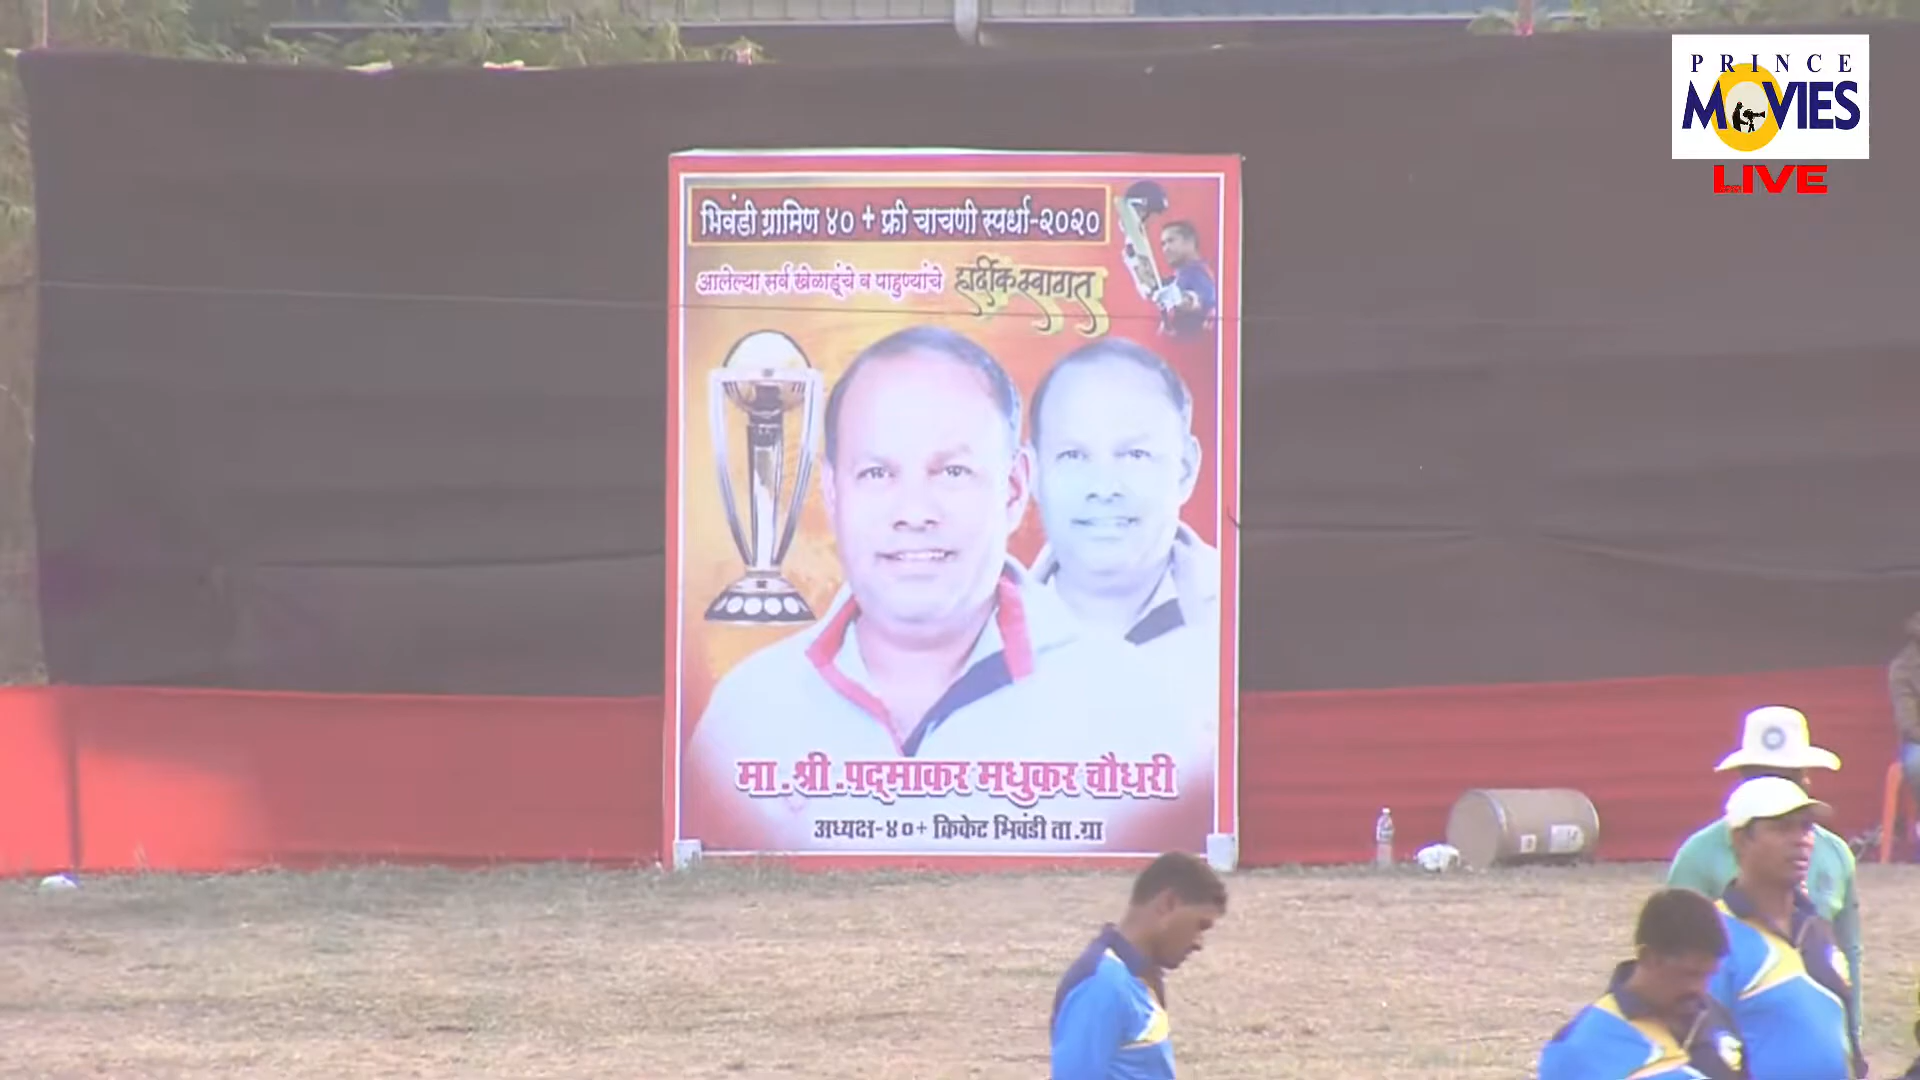 PRINCE
MOVIES
LIVE
भिवंडी ग्रामिण ४० + फ्री चाचणी स्पर्धा-२०२०
आलेल्या सर्व खेळाडूंचे व पाहुण्यांचे हार्दीक स्वागत
मा.श्री.पद्माकर मधुकर चौधरी
अध्यक्ष-४०+ क्रिकेट भिवंडी ता.ग्रा